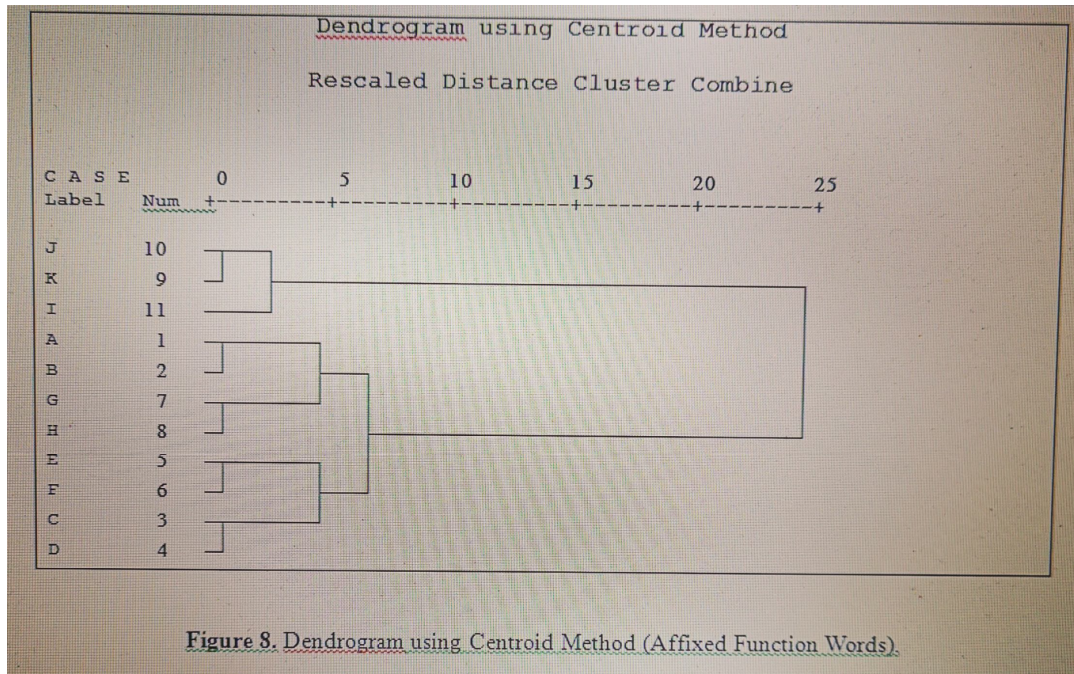 Dendrogram using Centroid Method
Rescaled Distance Cluster Combine
C A S E 0 5 10 15 20 25
Label Num +---------+---------+---------+---------+---------+
J 10
K 9
I 11
A 1
B 2
G 7
H 8
E 5
F 6
C 3
D 4
Figure 8. Dendrogram using Centroid Method (Affixed Function Words).